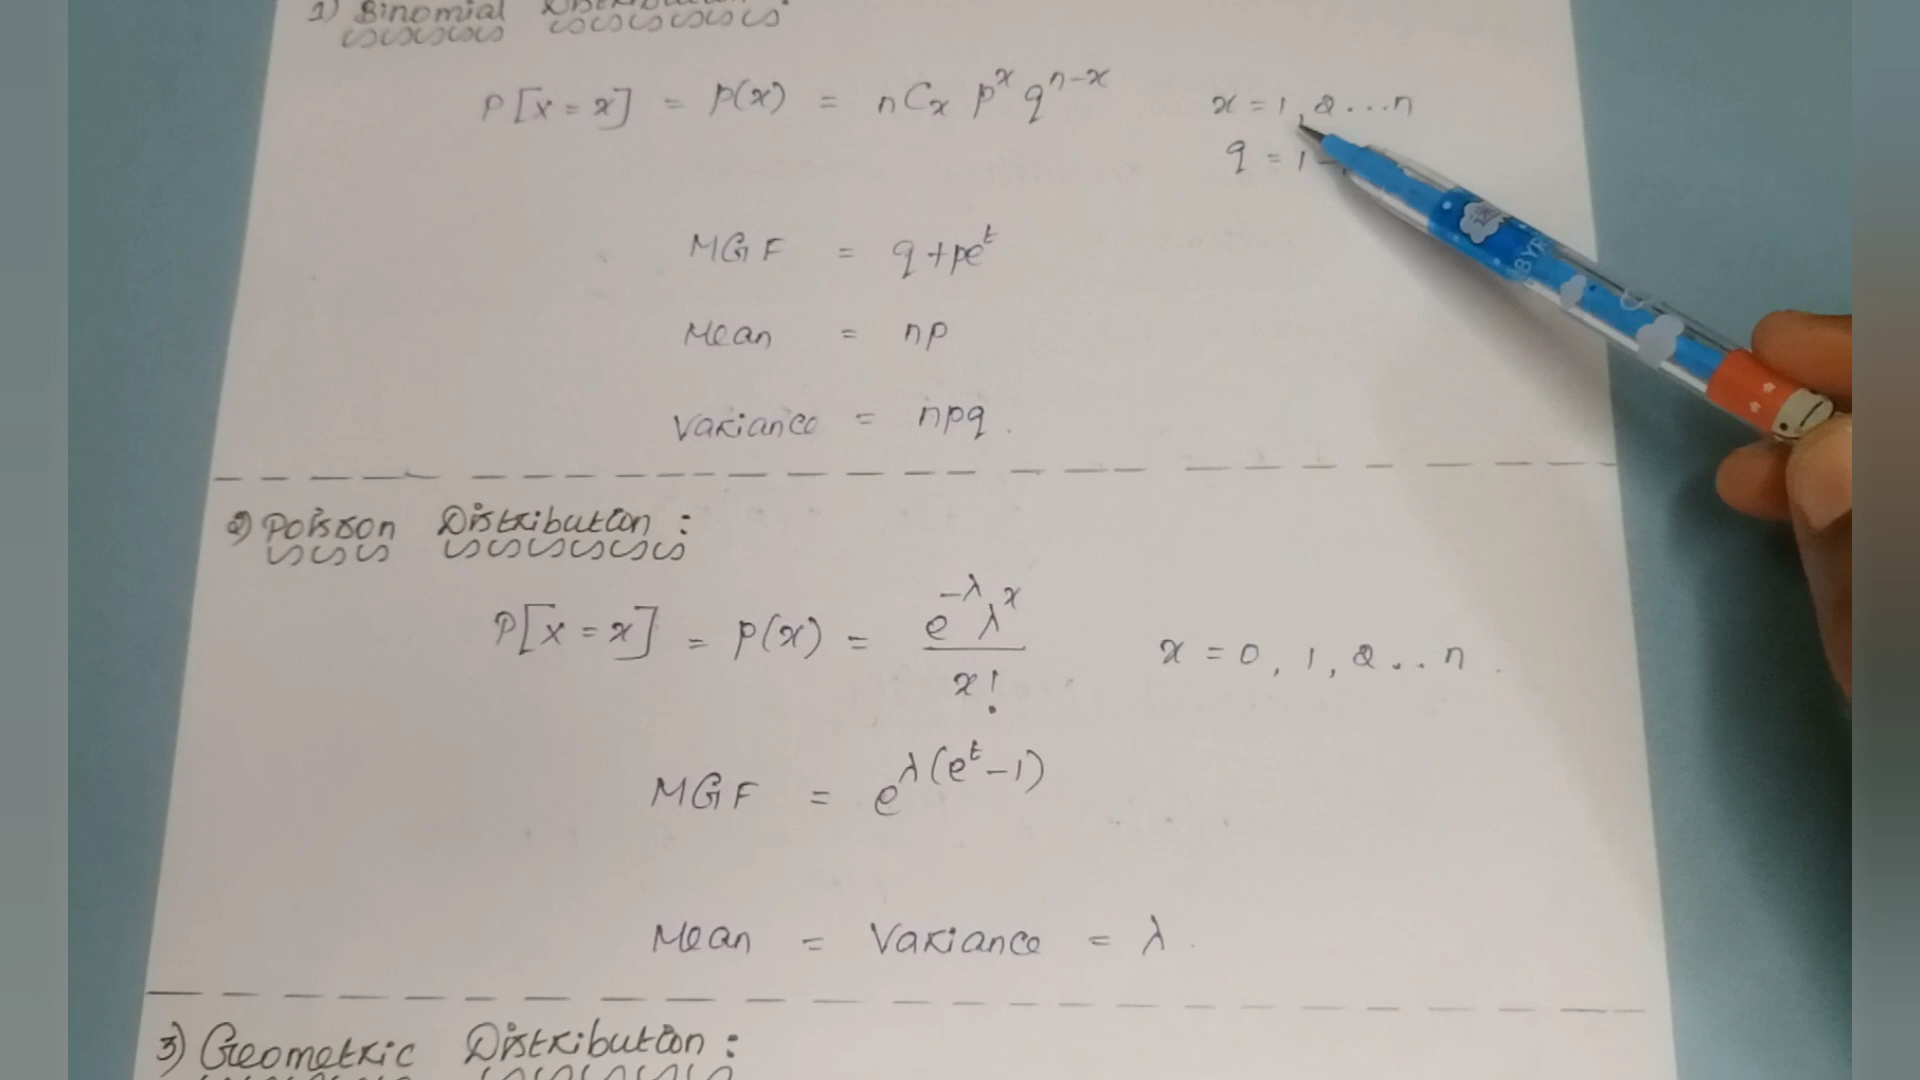 1) Binomial Distribution:
P[X = x] = p(x) = nCx p^x q^{n-x}
x = 1, 2 ... n
q = 1 -
MGF = q + pe^t
Mean = np
Variance = npq.
2) Poisson Distribution:
P[X = x] = p(x) = e^{-λ} λ^x / x!
x = 0, 1, 2 .. n.
MGF = e^{λ(e^t - 1)}
Mean = Variance = λ.
3) Geometric Distribution: